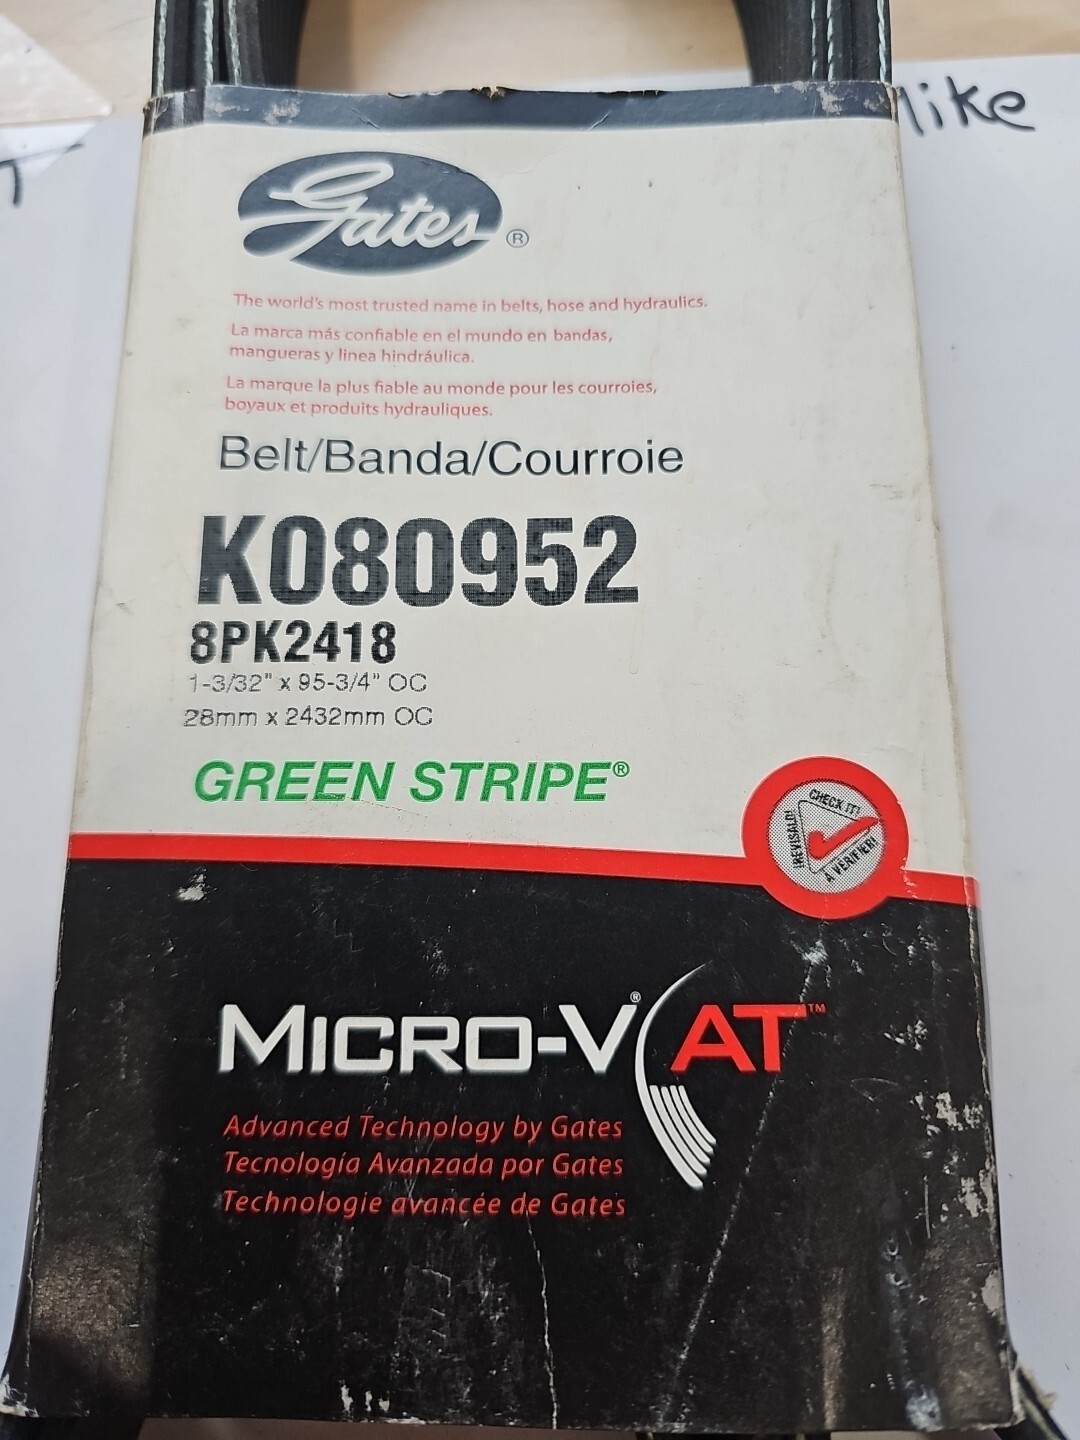 like
Gates®
The world's most trusted name in belts, hose and hydraulics.
La marca más confiable en el mundo en bandas,
mangueras y linea hindráulica.
La marque la plus fiable au monde pour les courroies,
boyaux et produits hydrauliques.
Belt/Banda/Courroie
K080952
8PK2418
1-3/32" x 95-3/4" OC
28mm x 2432mm OC
GREEN STRIPE®
CHECK IT!
¡REVISALO!
À VÉRIFIER!
MICRO-V® AT™
Advanced Technology by Gates
Tecnología Avanzada por Gates
Technologie avancée de Gates